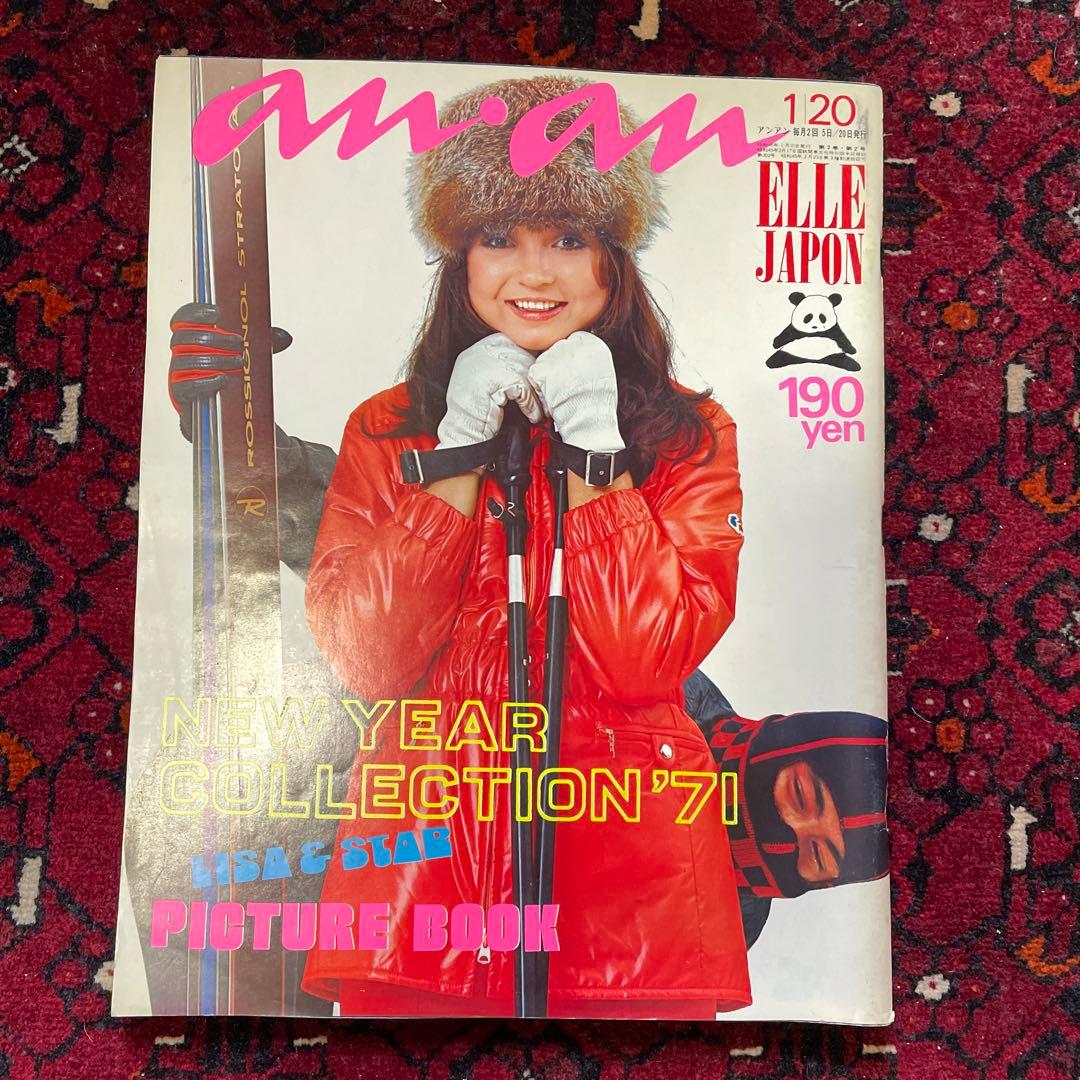 an·an
1|20
アンアン 毎月2回 5日/20日発行
ELLE
JAPON
190
yen
ROSSIGNOL STRATO
R
NEW YEAR
COLLECTION '71
LISA & STAR
PICTURE BOOK